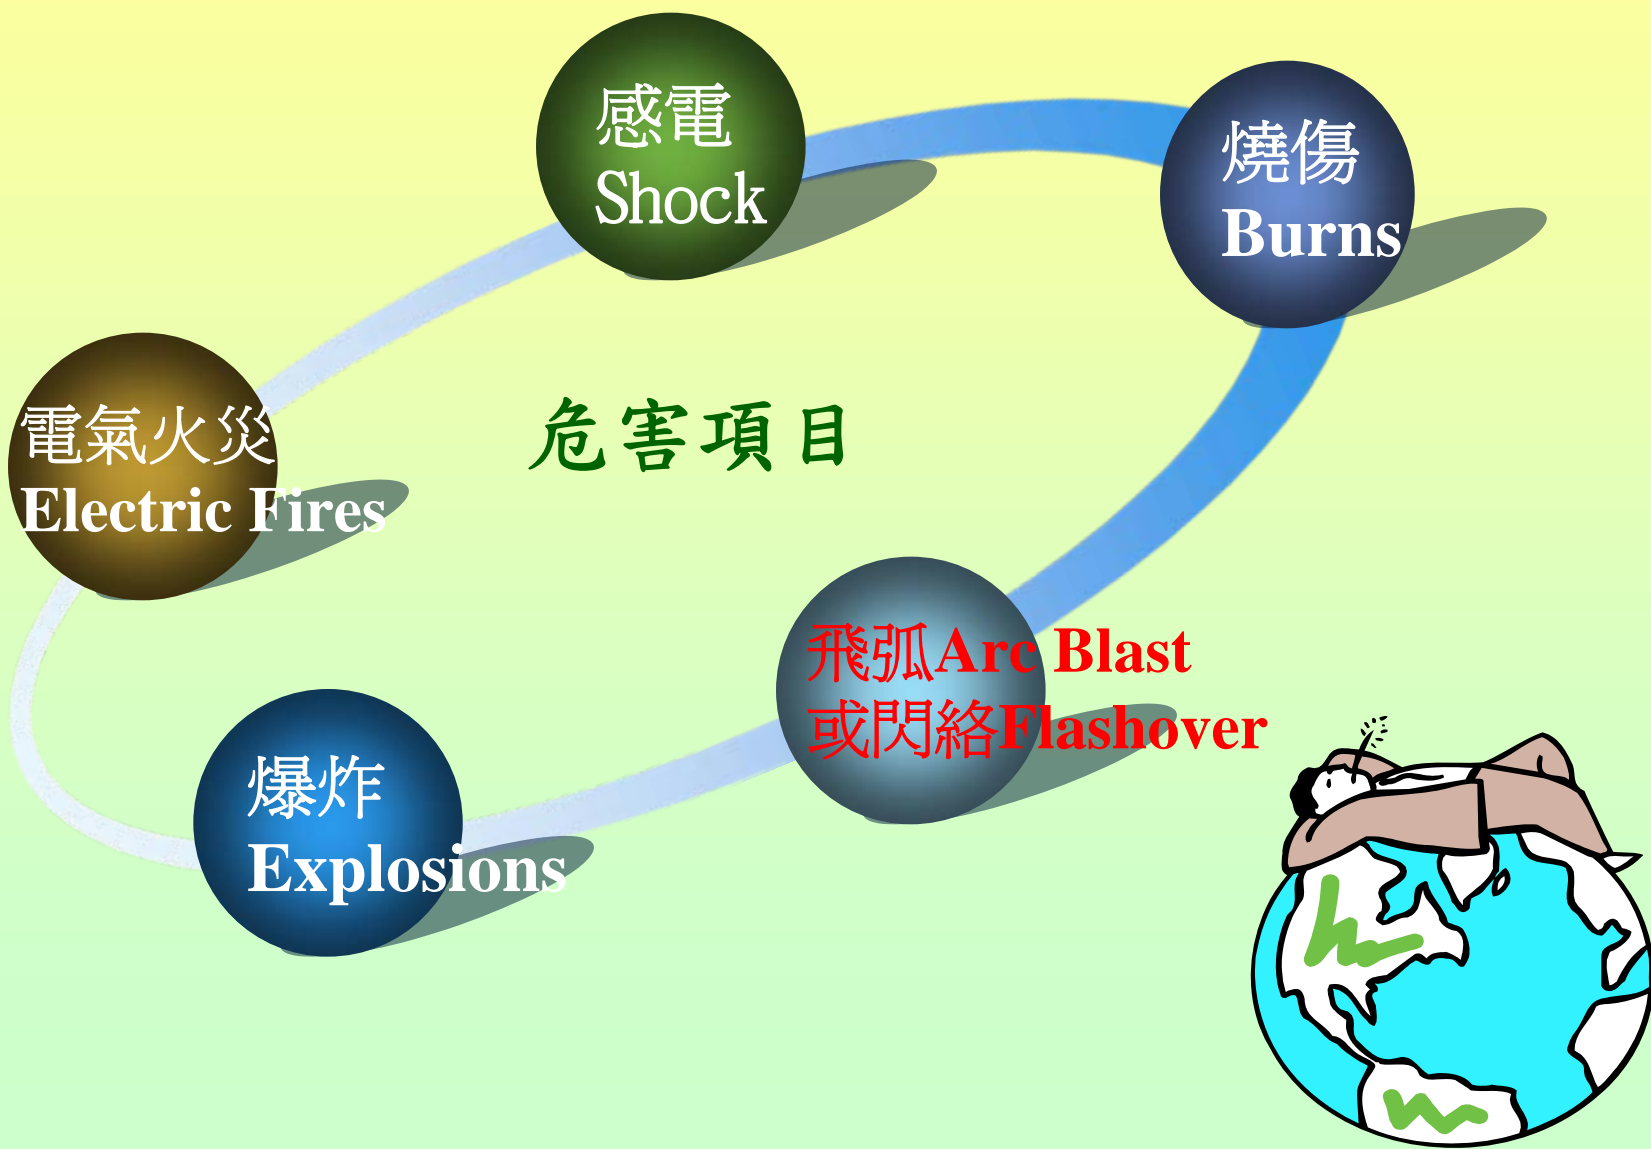 感電
Shock
燒傷
Burns
電氣火災
Electric Fires
危害項目
飛弧Arc Blast
或閃絡Flashover
爆炸
Explosions